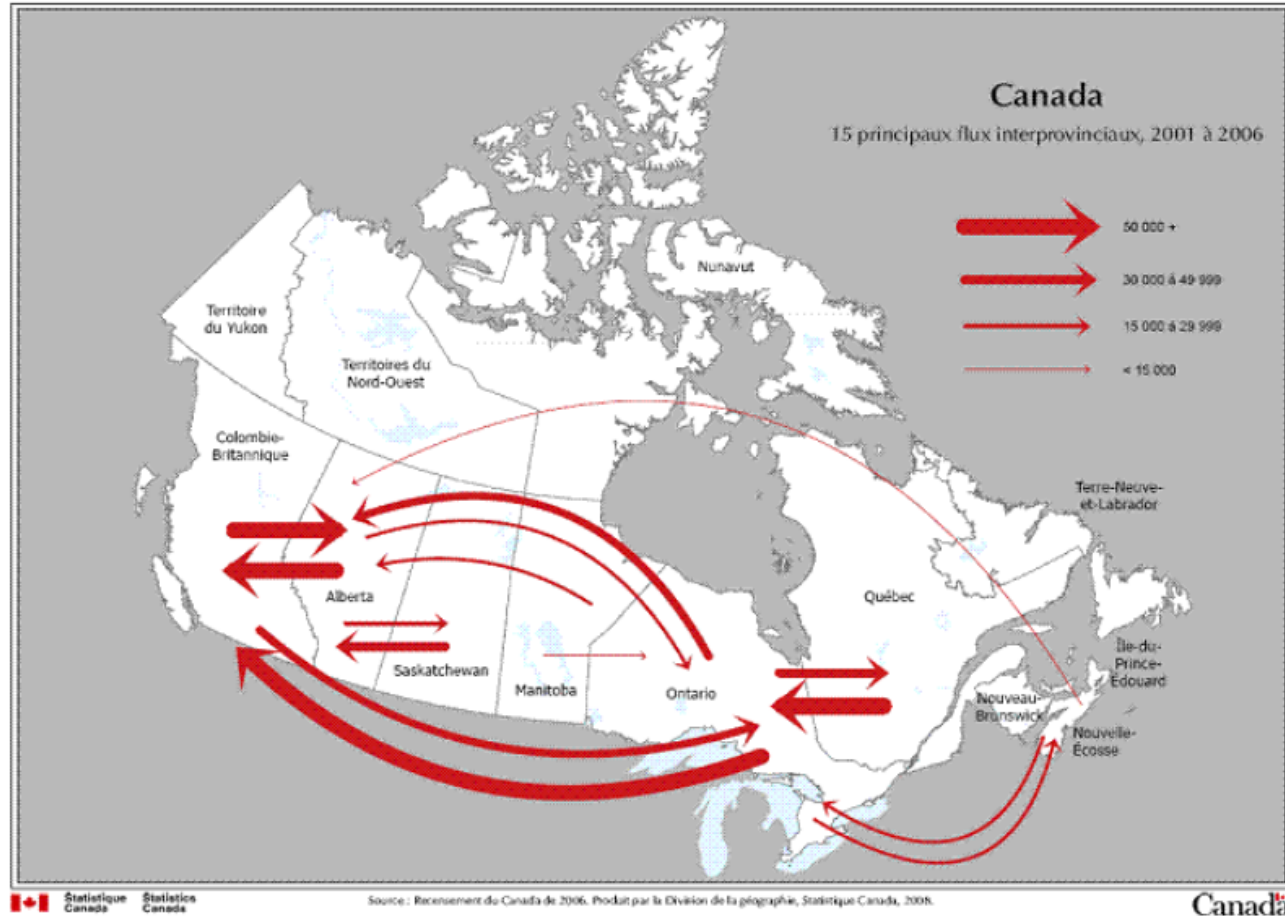 Canada
15 principaux flux interprovinciaux, 2001 à 2006
50 000 +
30 000 à 49 999
15 000 à 29 999
< 15 000
Nunavut
Territoire
du Yukon
Territoires du
Nord-Ouest
Colombie-
Britannique
Terre-Neuve-
et-Labrador
Alberta
Québec
Saskatchewan
Manitoba
Ontario
Île-du-
Prince-
Édouard
Nouveau-
Brunswick
Nouvelle-
Écosse
Statistique
Canada
Statistics
Canada
Source : Recensement du Canada de 2006. Produit par la Division de la géographie, Statistique Canada, 2008.
Canada